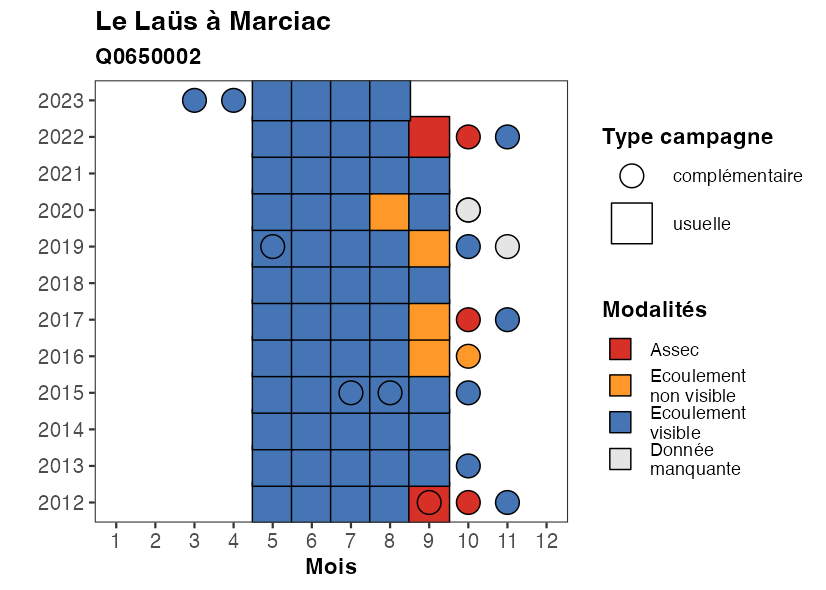 Le Laüs à Marciac
Q0650002
2023
2022
2021
2020
2019
2018
2017
2016
2015
2014
2013
2012
1 2 3 4 5 6 7 8 9 10 11 12
Mois
Type campagne
complémentaire
usuelle
Modalités
Assec
Ecoulement
non visible
Ecoulement
visible
Donnée
manquante